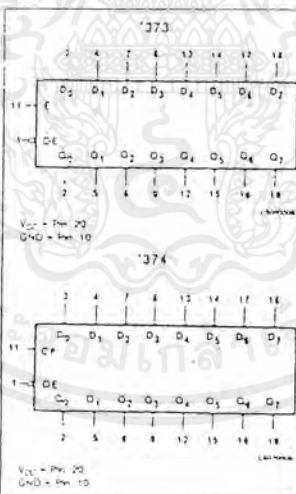 '373
3 4 7 8 13 14 17 18
D0 D1 D2 D3 D4 D5 D6 D7
11 E
1 OE
Q0 Q1 Q2 Q3 Q4 Q5 Q6 Q7
2 5 6 9 12 15 16 19
VCC = Pin 20
GND = Pin 10
'374
3 4 7 8 13 14 17 18
D0 D1 D2 D3 D4 D5 D6 D7
11 CP
1 OE
Q0 Q1 Q2 Q3 Q4 Q5 Q6 Q7
2 5 6 9 12 15 16 19
VCC = Pin 20
GND = Pin 10